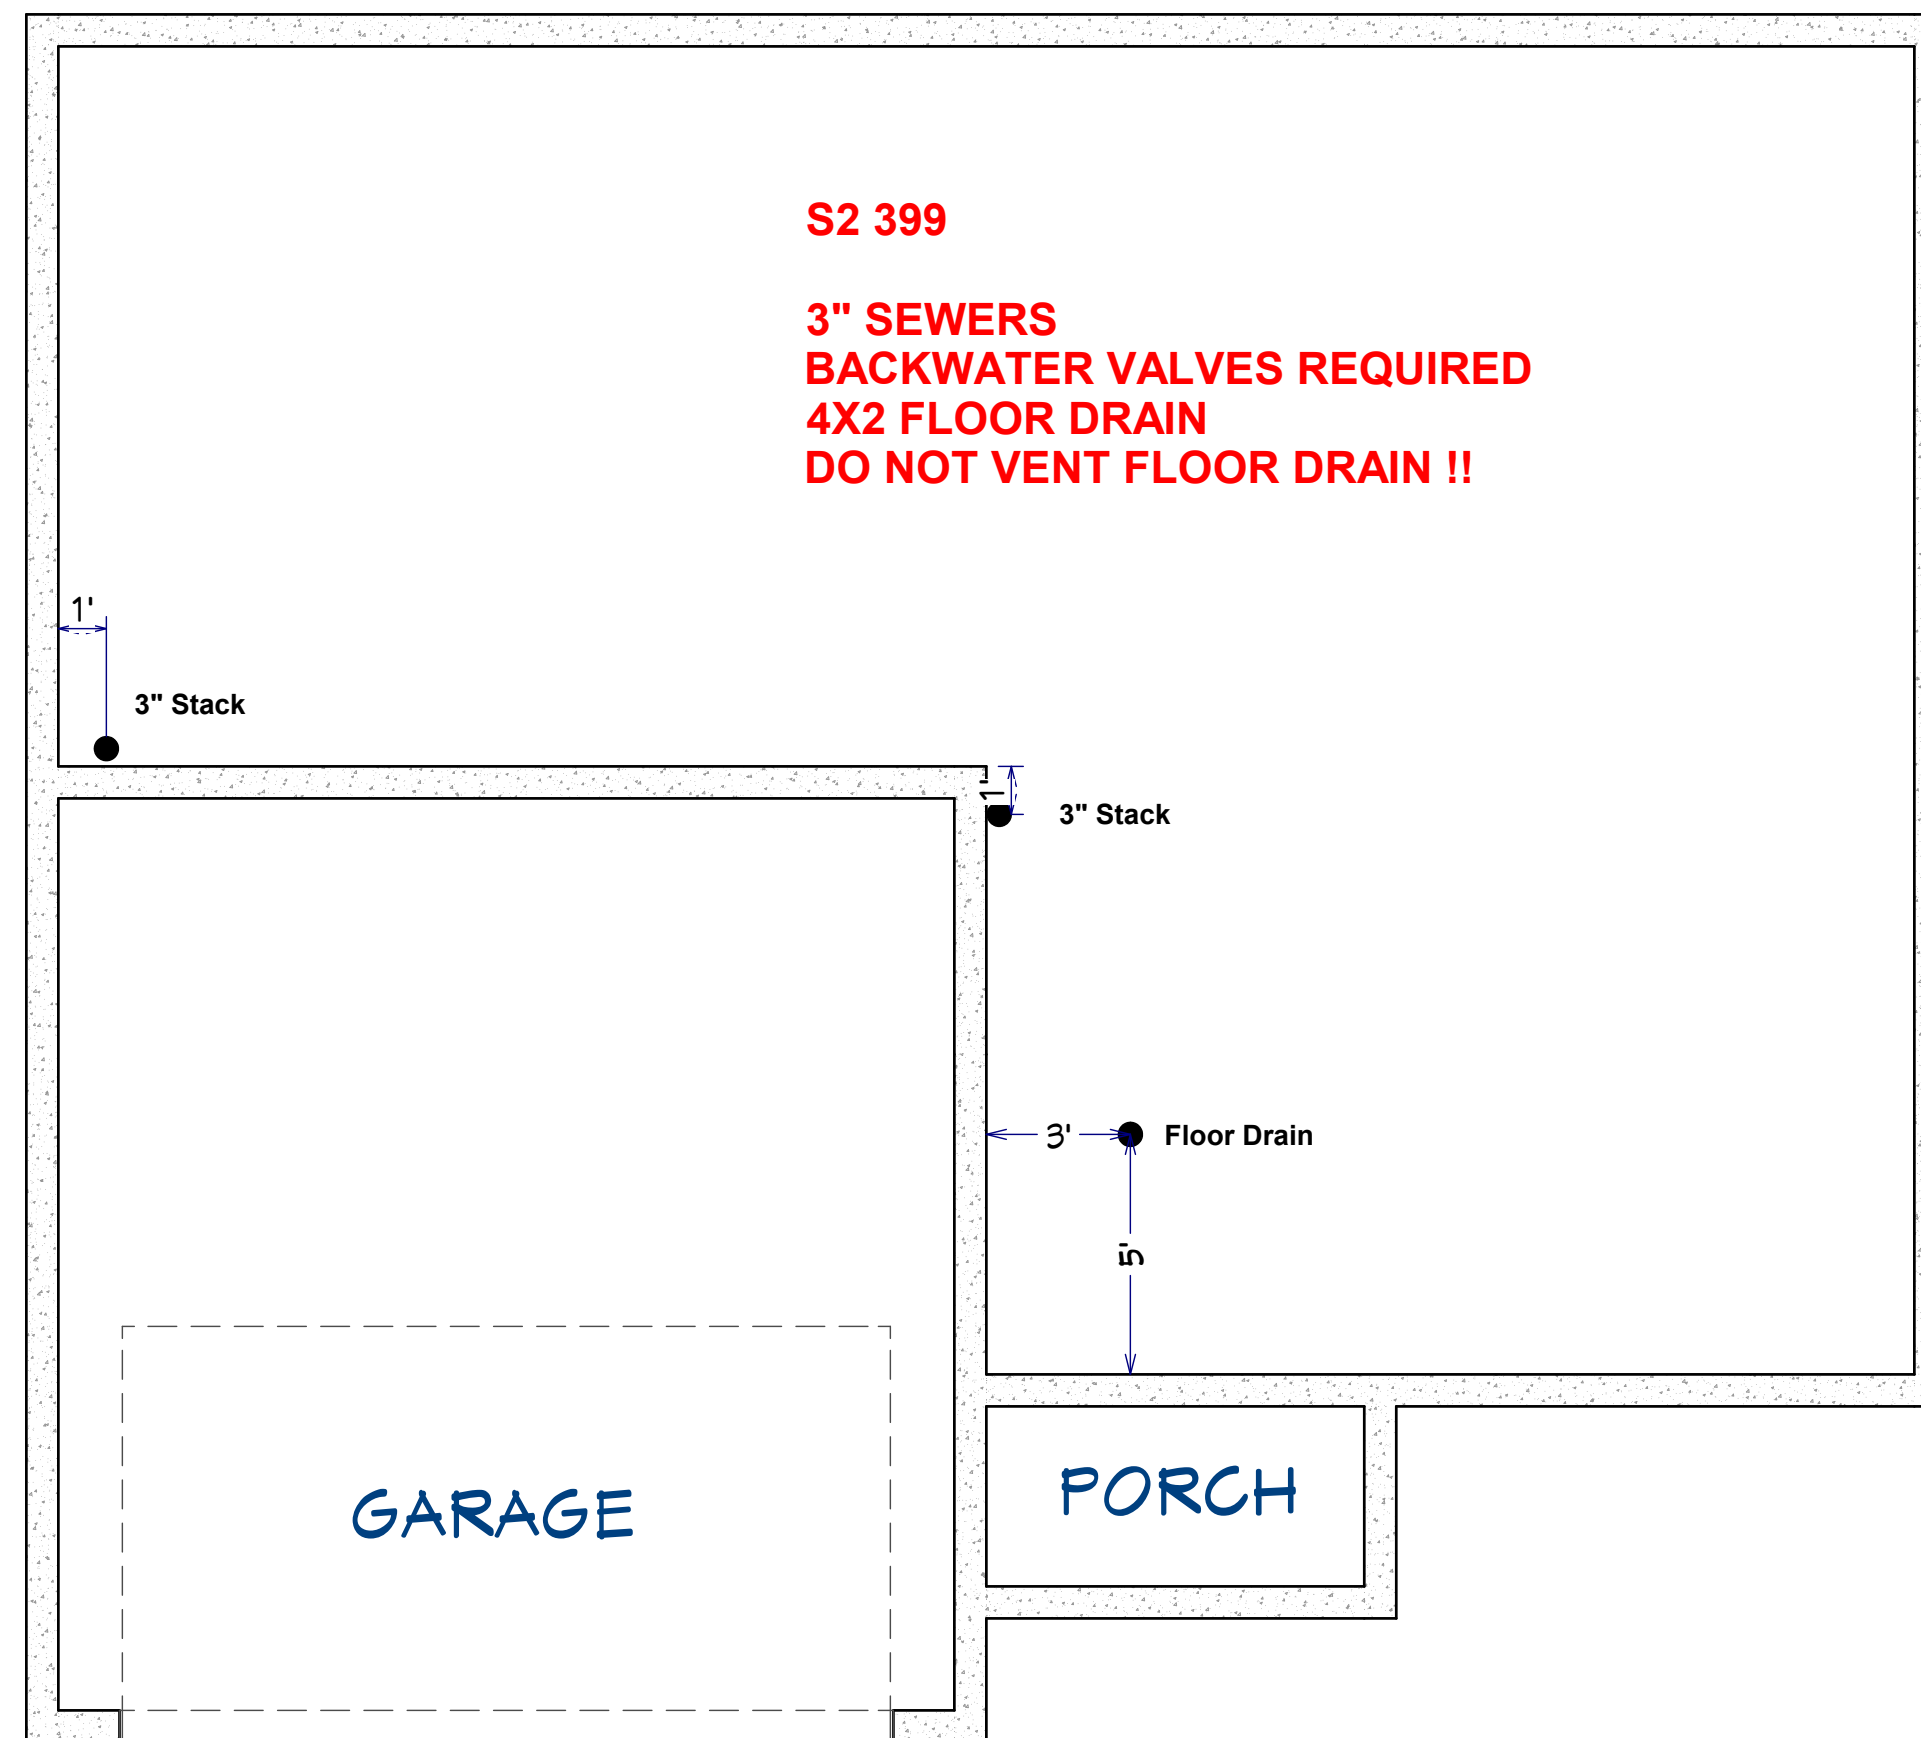 S2 399
3" SEWERS
BACKWATER VALVES REQUIRED
4X2 FLOOR DRAIN
DO NOT VENT FLOOR DRAIN !!
1'
3" Stack
1'
3" Stack
3'
Floor Drain
5'
GARAGE
PORCH